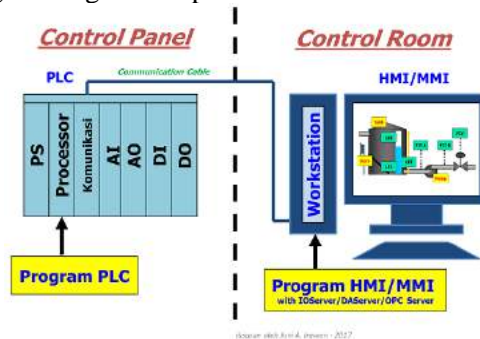 Control Panel
Control Room
PLC
Communication Cable
HMI/MMI
PS
Processor
Komunikasi
AI
AO
DI
DO
Workstation
Program PLC
Program HMI/MMI
with IOServer/DAServer/OPC Server
2017